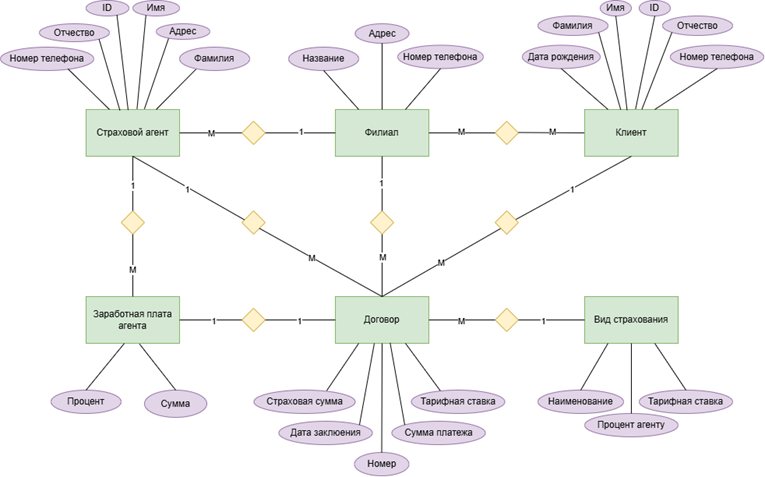 ID
Имя
Отчество
Адрес
Номер телефона
Фамилия
Адрес
Название
Номер телефона
Имя
ID
Фамилия
Отчество
Дата рождения
Номер телефона
Страховой агент
М
1
Филиал
М
М
Клиент
1
1
1
1
М
М
М
М
Заработная плата
агента
1
1
Договор
М
1
Вид страхования
Процент
Сумма
Страховая сумма
Тарифная ставка
Дата заклюения
Сумма платежа
Номер
Наименование
Тарифная ставка
Процент агенту